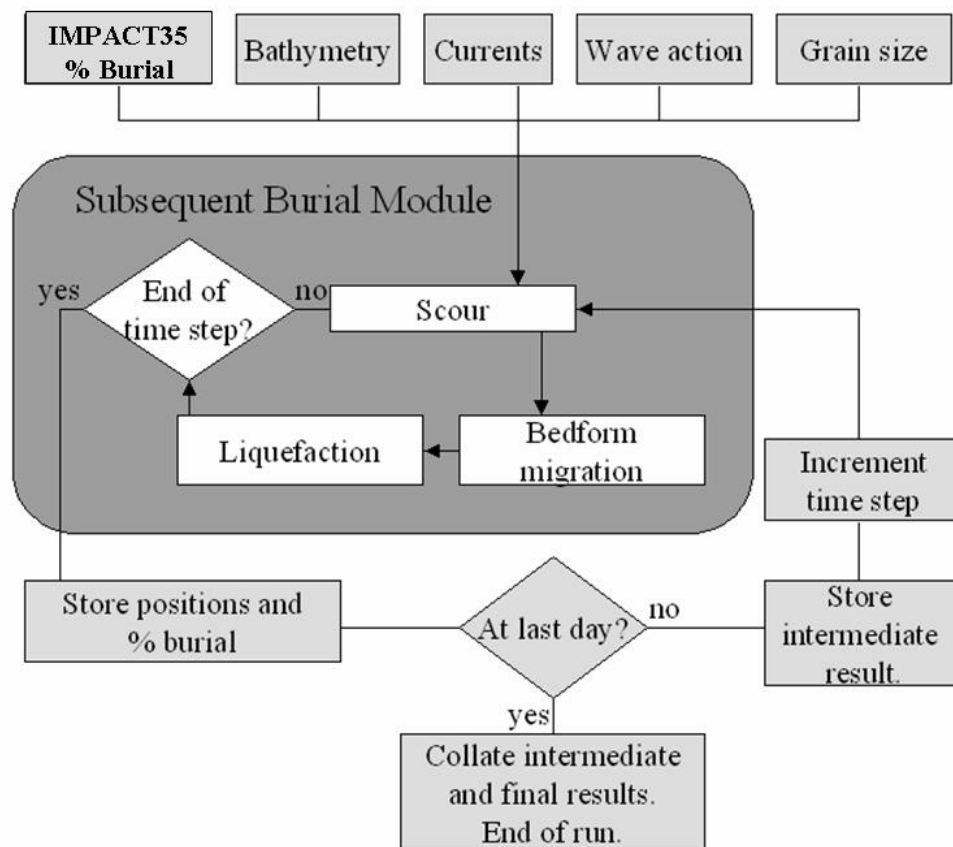 IMPACT35
% Burial
Bathymetry
Currents
Wave action
Grain size
Subsequent Burial Module
yes
End of
time step?
no
Scour
Liquefaction
Bedform
migration
Increment
time step
Store positions and
% burial
At last day?
no
Store
intermediate
result.
yes
Collate intermediate
and final results.
End of run.